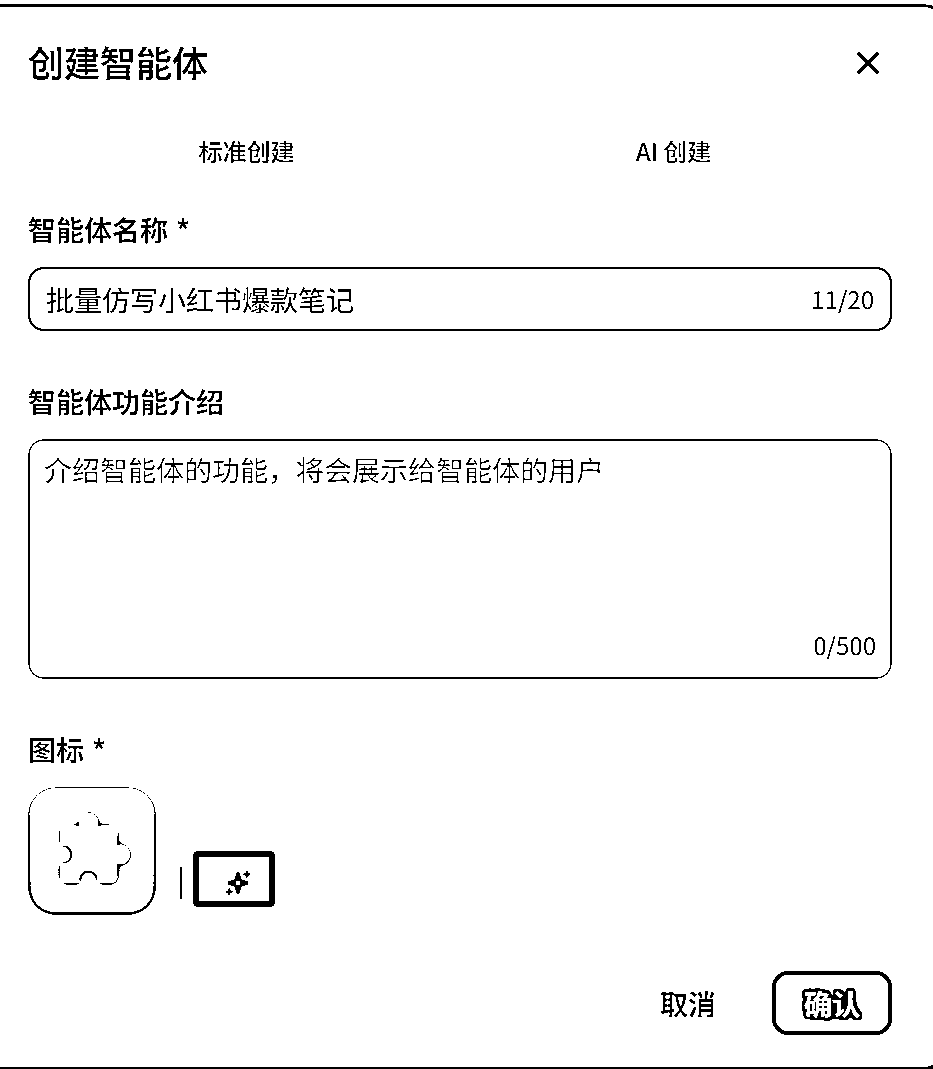 创建智能体
标准创建 AI 创建
智能体名称 *
批量仿写小红书爆款笔记 11/20
智能体功能介绍
介绍智能体的功能，将会展示给智能体的用户
0/500
图标 *
取消 确认